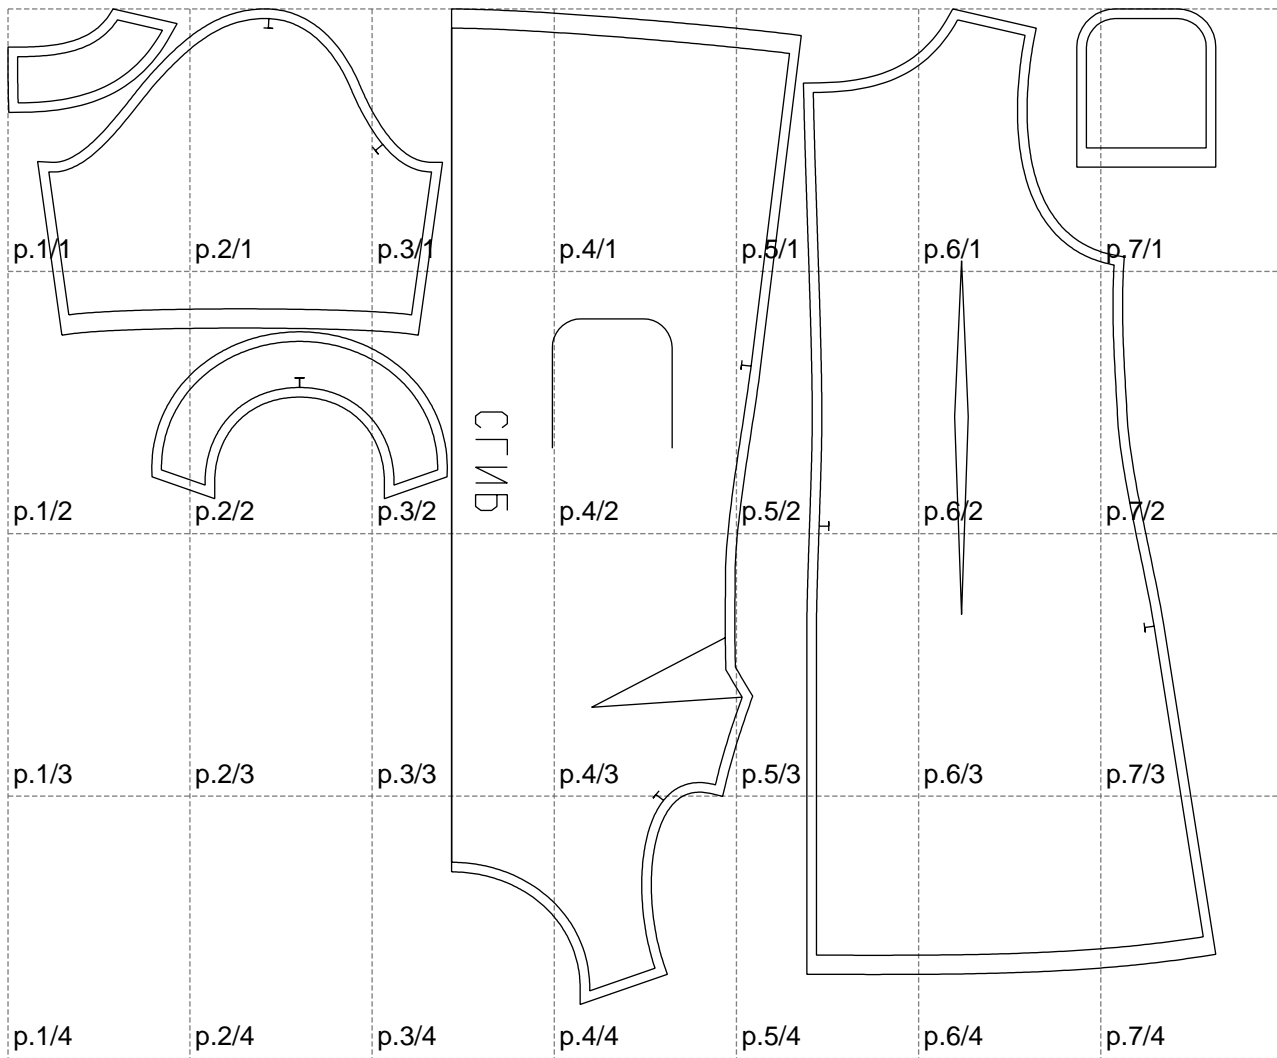 p.1/1 p.2/1 p.3/1 p.4/1 p.5/1 p.6/1 p.7/1
СГИБ
p.1/2 p.2/2 p.3/2 p.4/2 p.5/2 p.6/2 p.7/2
p.1/3 p.2/3 p.3/3 p.4/3 p.5/3 p.6/3 p.7/3
p.1/4 p.2/4 p.3/4 p.4/4 p.5/4 p.6/4 p.7/4